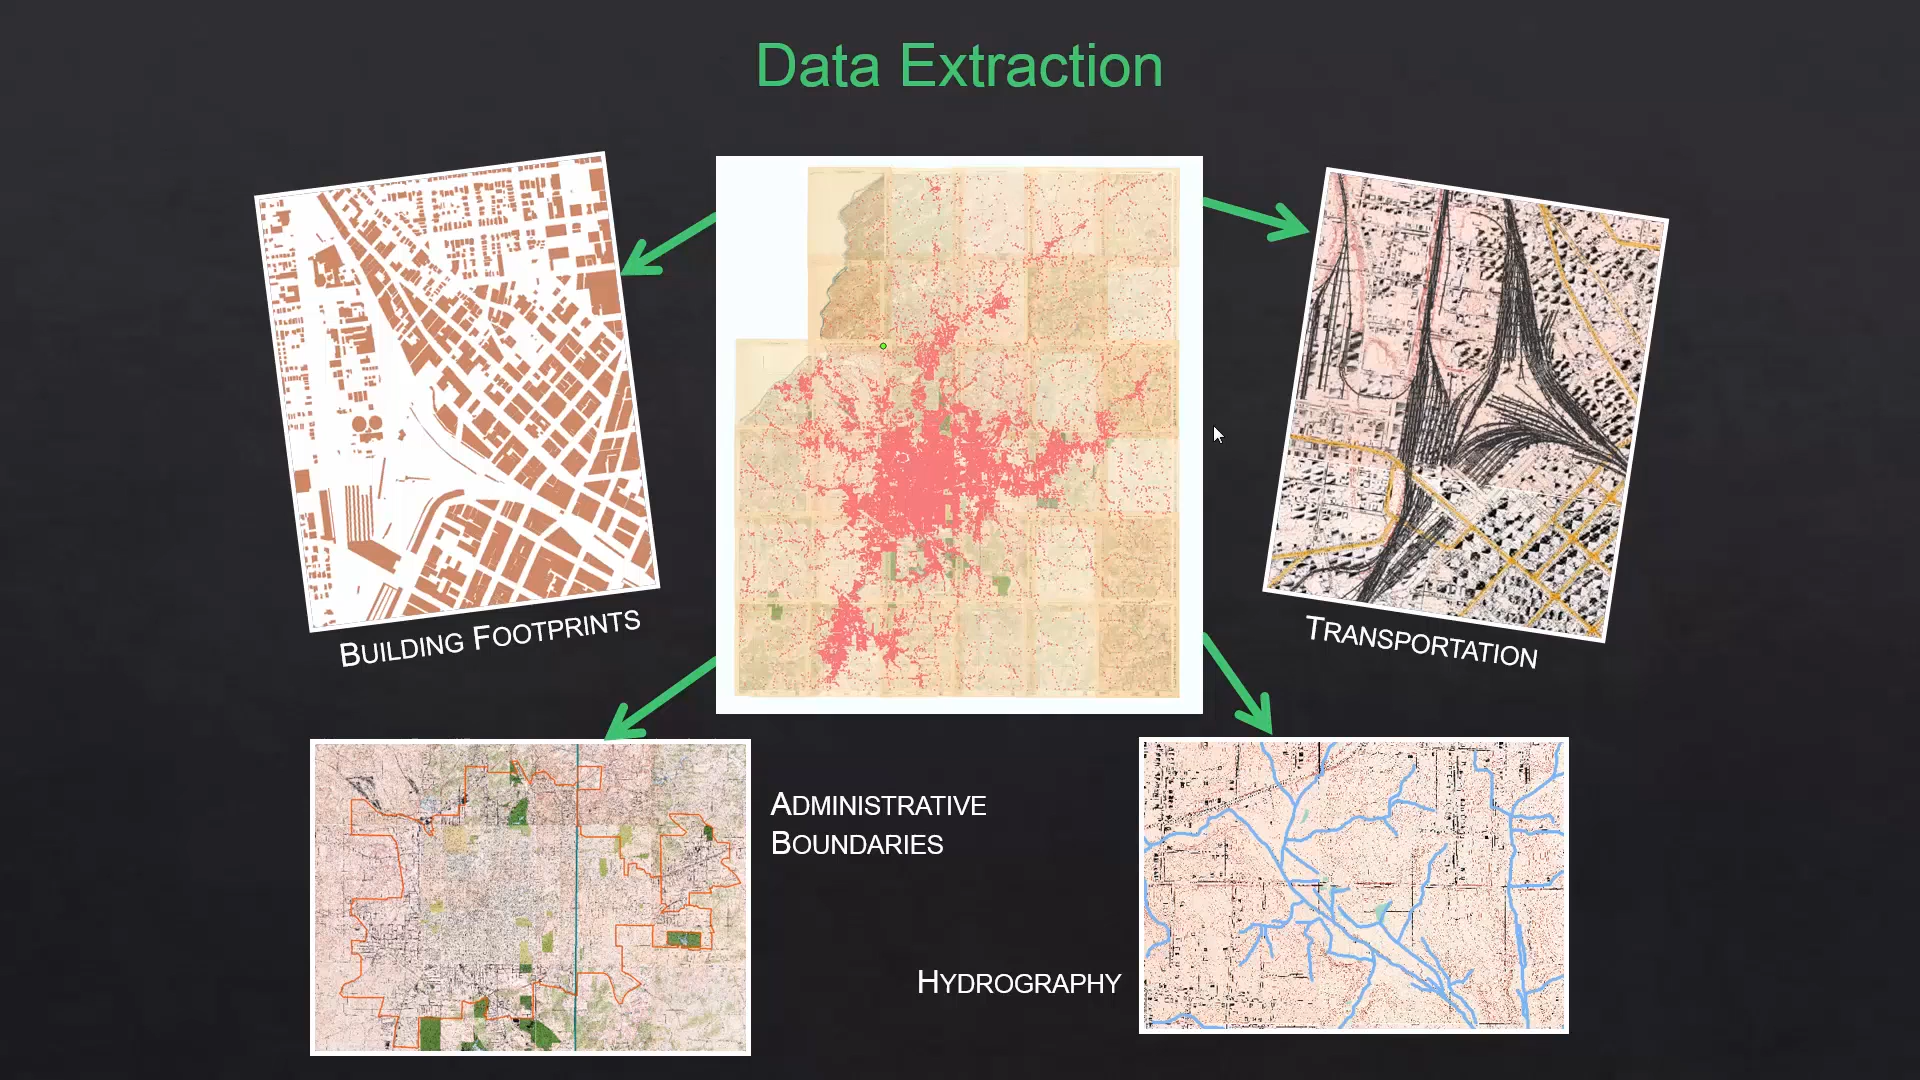 Data Extraction
BUILDING FOOTPRINTS
TRANSPORTATION
ADMINISTRATIVE
BOUNDARIES
HYDROGRAPHY